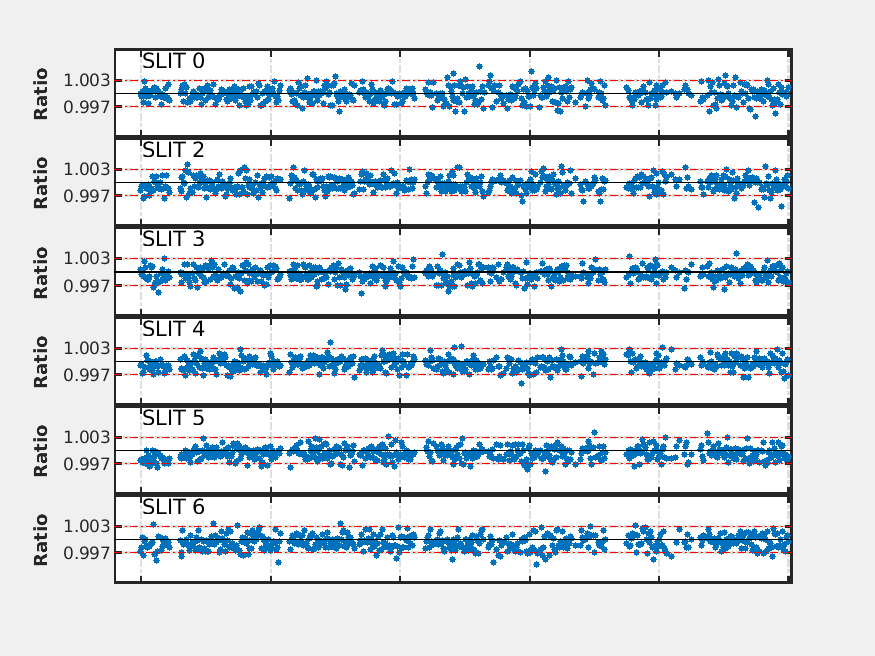 SLIT 0
Ratio
1.003
0.997
SLIT 2
Ratio
1.003
0.997
SLIT 3
Ratio
1.003
0.997
SLIT 4
Ratio
1.003
0.997
SLIT 5
Ratio
1.003
0.997
SLIT 6
Ratio
1.003
0.997